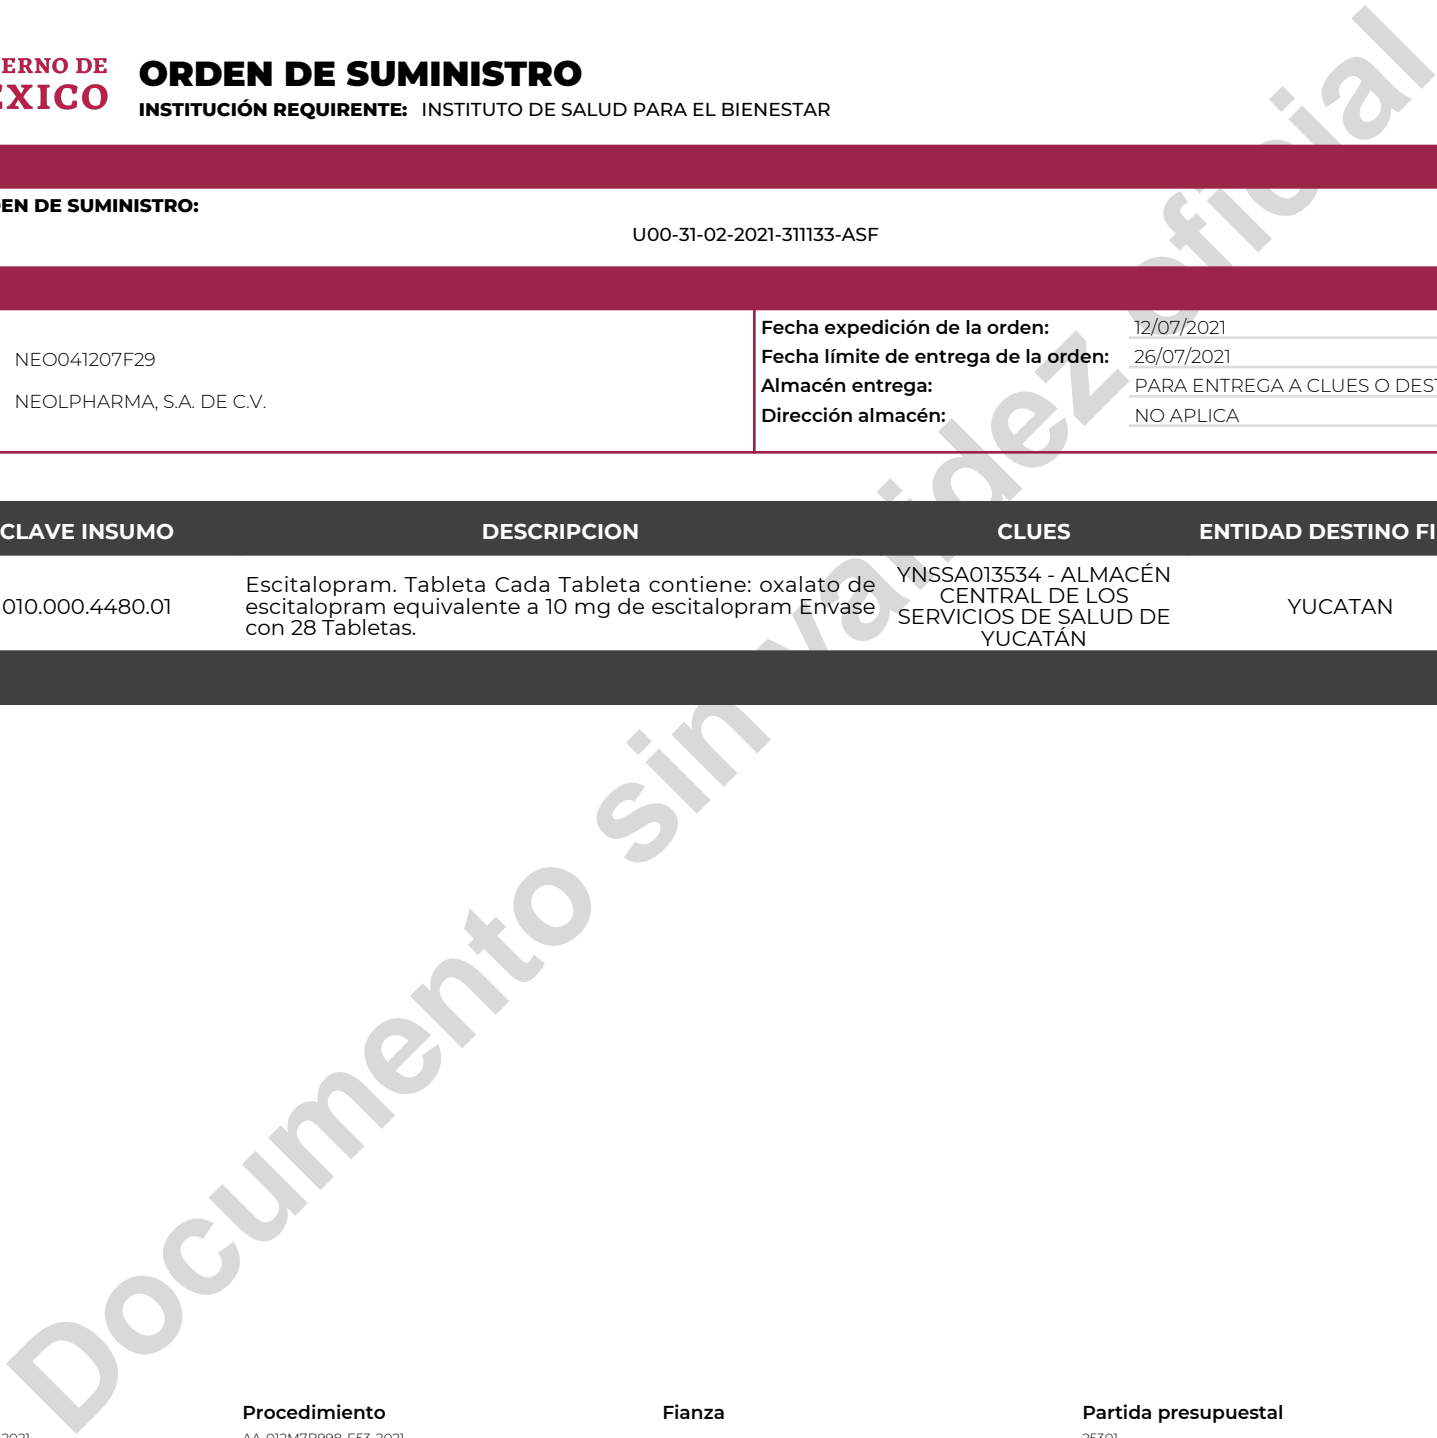 ERNO DE
EXICO
ORDEN DE SUMINISTRO
INSTITUCIÓN REQUIRENTE: INSTITUTO DE SALUD PARA EL BIENESTAR
EN DE SUMINISTRO:
U00-31-02-2021-311133-ASF
NEO041207F29
NEOLPHARMA, S.A. DE C.V.
Fecha expedición de la orden: 12/07/2021
Fecha límite de entrega de la orden: 26/07/2021
Almacén entrega: PARA ENTREGA A CLUES O DEST
Dirección almacén: NO APLICA
CLAVE INSUMO DESCRIPCION CLUES ENTIDAD DESTINO FI
010.000.4480.01
Escitalopram. Tableta Cada Tableta contiene: oxalato de
escitalopram equivalente a 10 mg de escitalopram Envase
con 28 Tabletas.
YNSSA013534 - ALMACÉN
CENTRAL DE LOS
SERVICIOS DE SALUD DE
YUCATÁN
YUCATAN
Documento sin validez oficial
Procedimiento Fianza Partida presupuestal